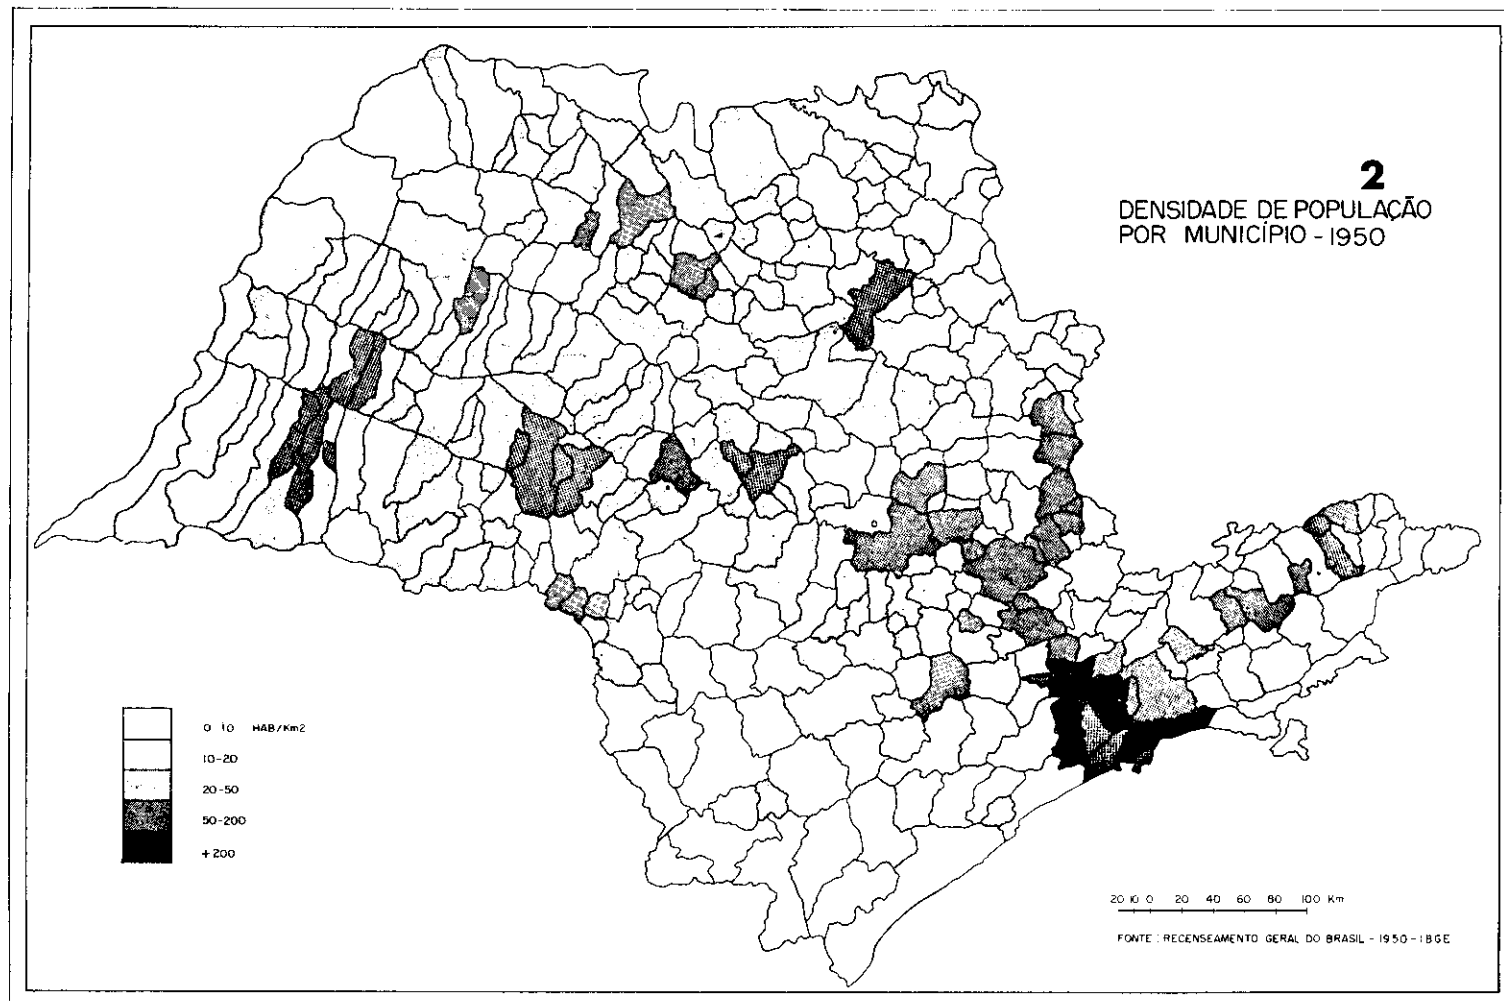 2
DENSIDADE DE POPULAÇÃO
POR MUNICÍPIO - 1950
0 10 HAB/Km2
10-20
20-50
50-200
+200
20 10 0 20 40 60 80 100 Km
FONTE : RECENSEAMENTO GERAL DO BRASIL - 1950 - IBGE